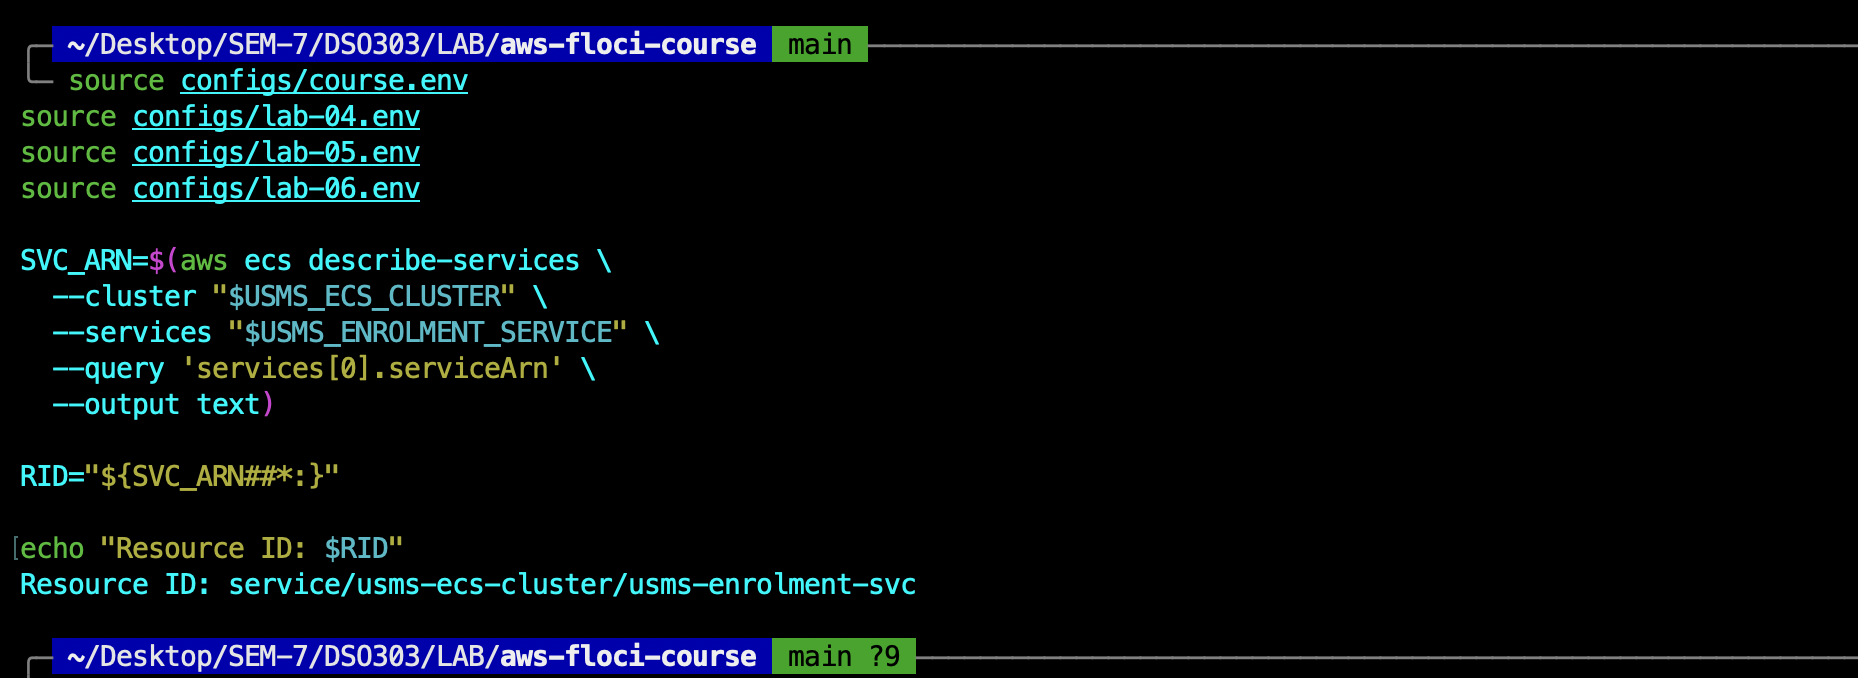 ~/Desktop/SEM-7/DSO303/LAB/aws-floci-course main
source configs/course.env
source configs/lab-04.env
source configs/lab-05.env
source configs/lab-06.env
SVC_ARN=$(aws ecs describe-services \
--cluster "$USMS_ECS_CLUSTER" \
--services "$USMS_ENROLMENT_SERVICE" \
--query 'services[0].serviceArn' \
--output text)
RID="${SVC_ARN##*:}"
echo "Resource ID: $RID"
Resource ID: service/usms-ecs-cluster/usms-enrolment-svc
~/Desktop/SEM-7/DSO303/LAB/aws-floci-course main ?9